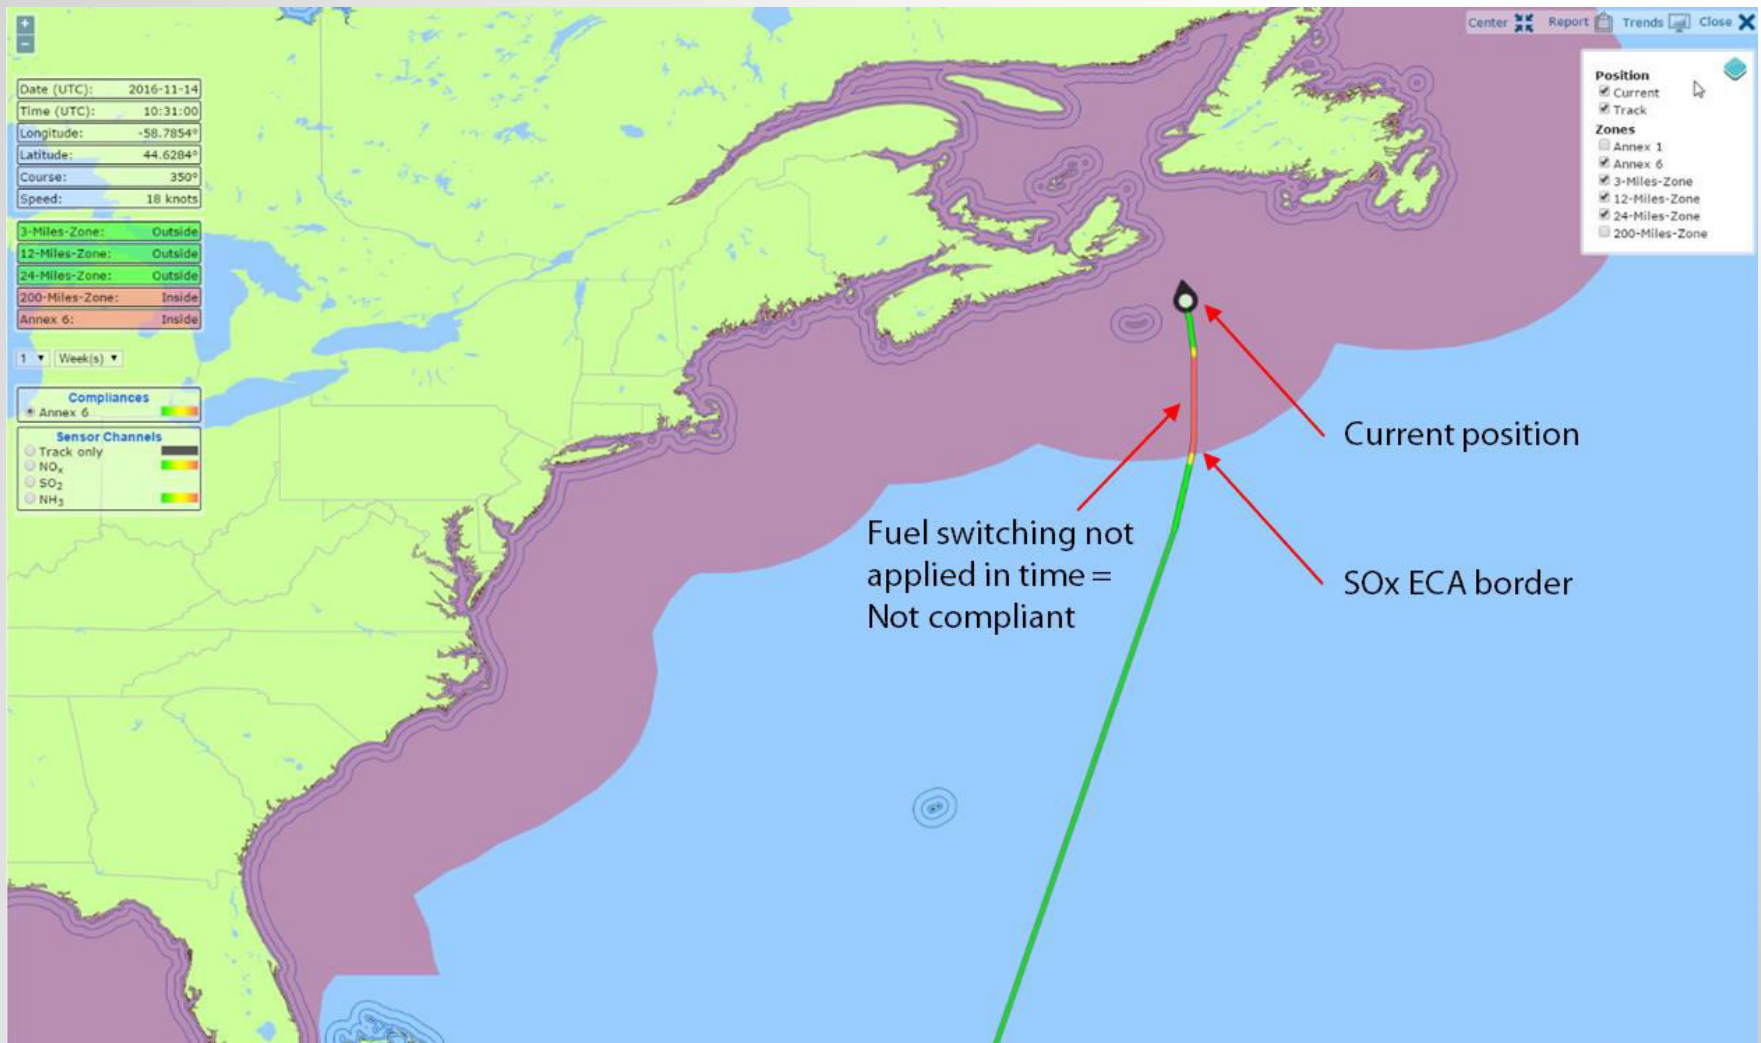 +
−
Center Report Trends Close
Date (UTC): 2016-11-14
Time (UTC): 10:31:00
Longitude: -58.7854°
Latitude: 44.6284°
Course: 350°
Speed: 18 knots
3-Miles-Zone: Outside
12-Miles-Zone: Outside
24-Miles-Zone: Outside
200-Miles-Zone: Inside
Annex 6: Inside
1 Week(s)
Compliances
Annex 6
Sensor Channels
Track only
NOₓ
SO₂
NH₃
Position
Current
Track
Zones
Annex 1
Annex 6
3-Miles-Zone
12-Miles-Zone
24-Miles-Zone
200-Miles-Zone
Current position
Fuel switching not
applied in time =
Not compliant
SOx ECA border